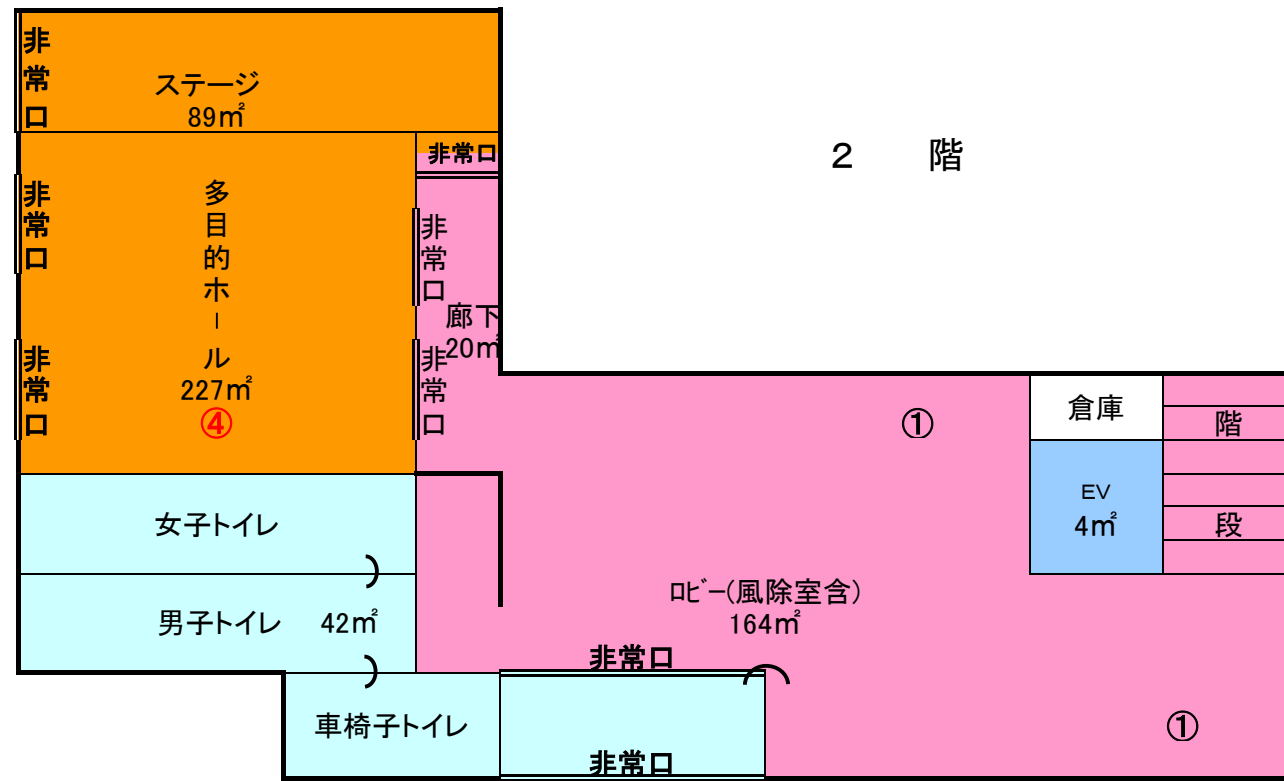 非常口
ステージ
89㎡
2 階
非常口
非常口
多目的ホール
227㎡
④
非常口
廊下
20㎡
非常口
非常口
①
倉庫
階段
EV
4㎡
女子トイレ
男子トイレ 42㎡
ﾛﾋﾞｰ(風除室含)
164㎡
非常口
車椅子トイレ
①
非常口